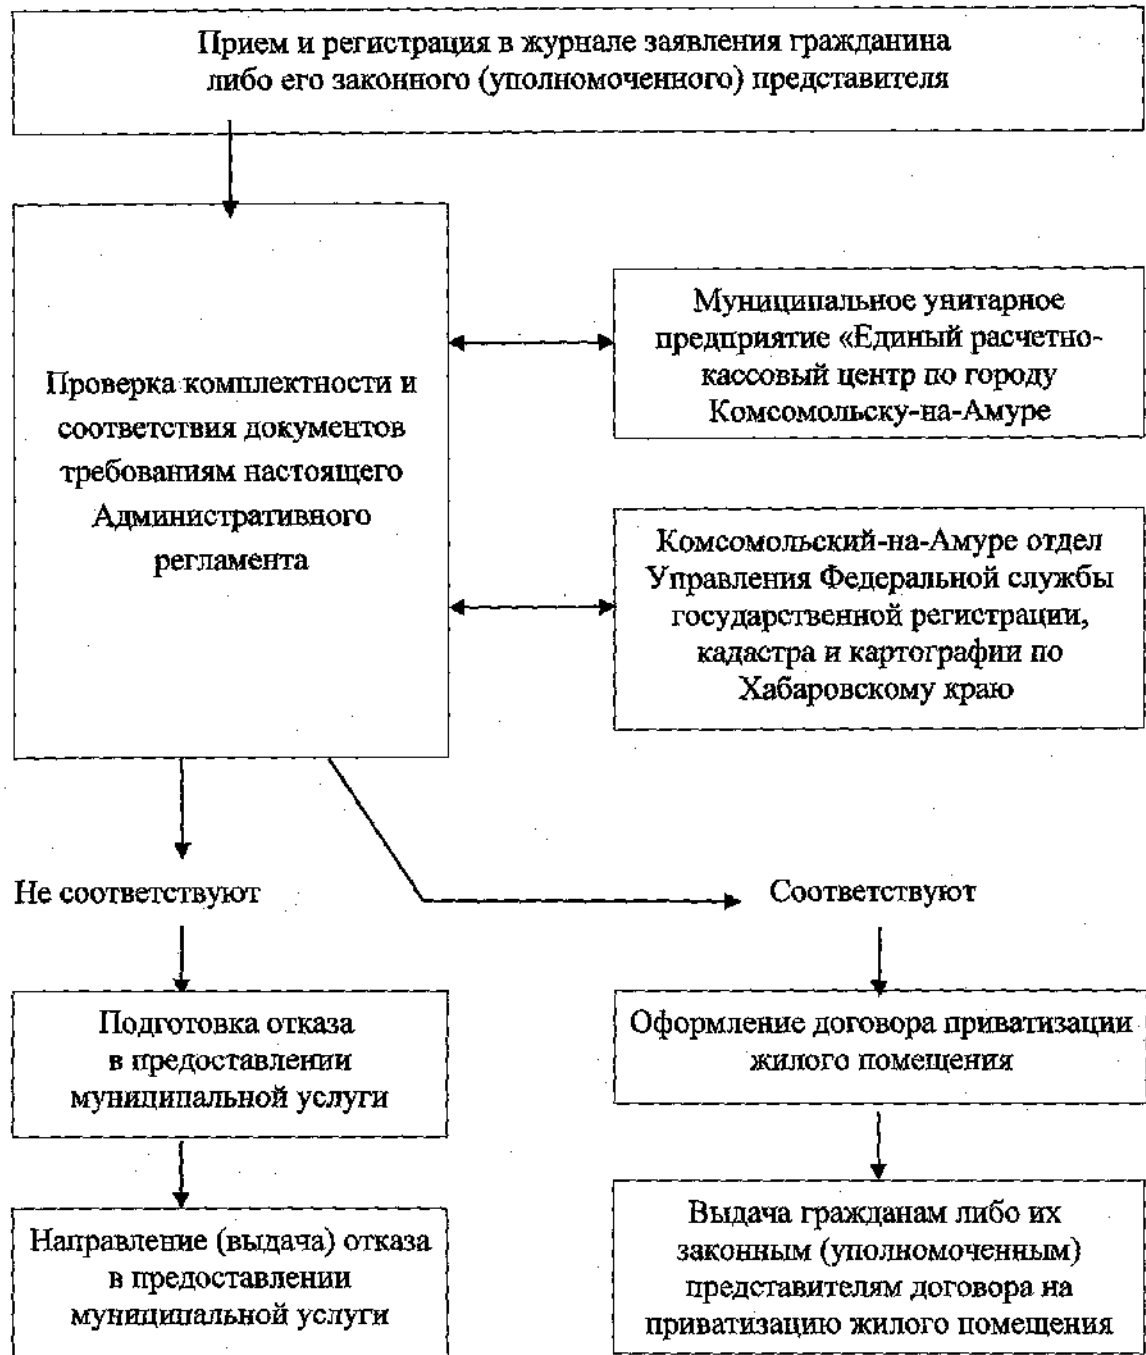 Прием и регистрация в журнале заявления гражданина
либо его законного (уполномоченного) представителя
Проверка комплектности и
соответствия документов
требованиям настоящего
Административного
регламента
Муниципальное унитарное
предприятие «Единый расчетно-
кассовый центр по городу
Комсомольску-на-Амуре
Комсомольский-на-Амуре отдел
Управления Федеральной службы
государственной регистрации,
кадастра и картографии по
Хабаровскому краю
Не соответствуют
Соответствуют
Подготовка отказа
в предоставлении
муниципальной услуги
Оформление договора приватизации
жилого помещения
Направление (выдача) отказа
в предоставлении
муниципальной услуги
Выдача гражданам либо их
законным (уполномоченным)
представителям договора на
приватизацию жилого помещения